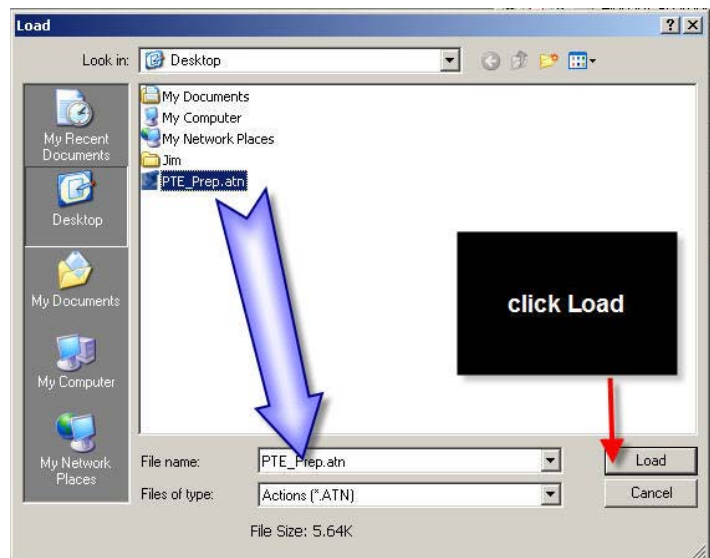 Load
Look in: Desktop
My Recent
Documents
Desktop
My Documents
My Computer
My Network
Places
My Documents
My Computer
My Network Places
Jim
PTE_Prep.atn
click Load
File name: PTE_Prep.atn Load
Files of type: Actions (*.ATN) Cancel
File Size: 5.64K